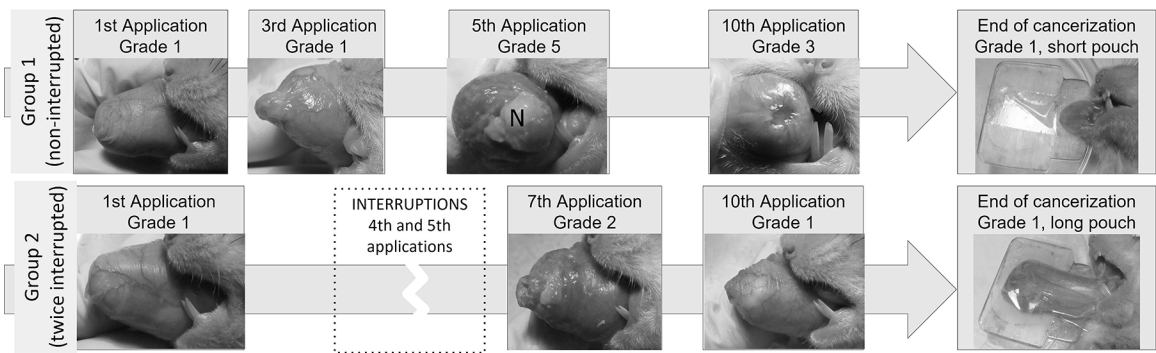 Group 1
(non-interrupted)
1st Application
Grade 1
3rd Application
Grade 1
5th Application
Grade 5
N
10th Application
Grade 3
End of cancerization
Grade 1, short pouch
Group 2
(twice interrupted)
1st Application
Grade 1
INTERRUPTIONS
4th and 5th
applications
7th Application
Grade 2
10th Application
Grade 1
End of cancerization
Grade 1, long pouch